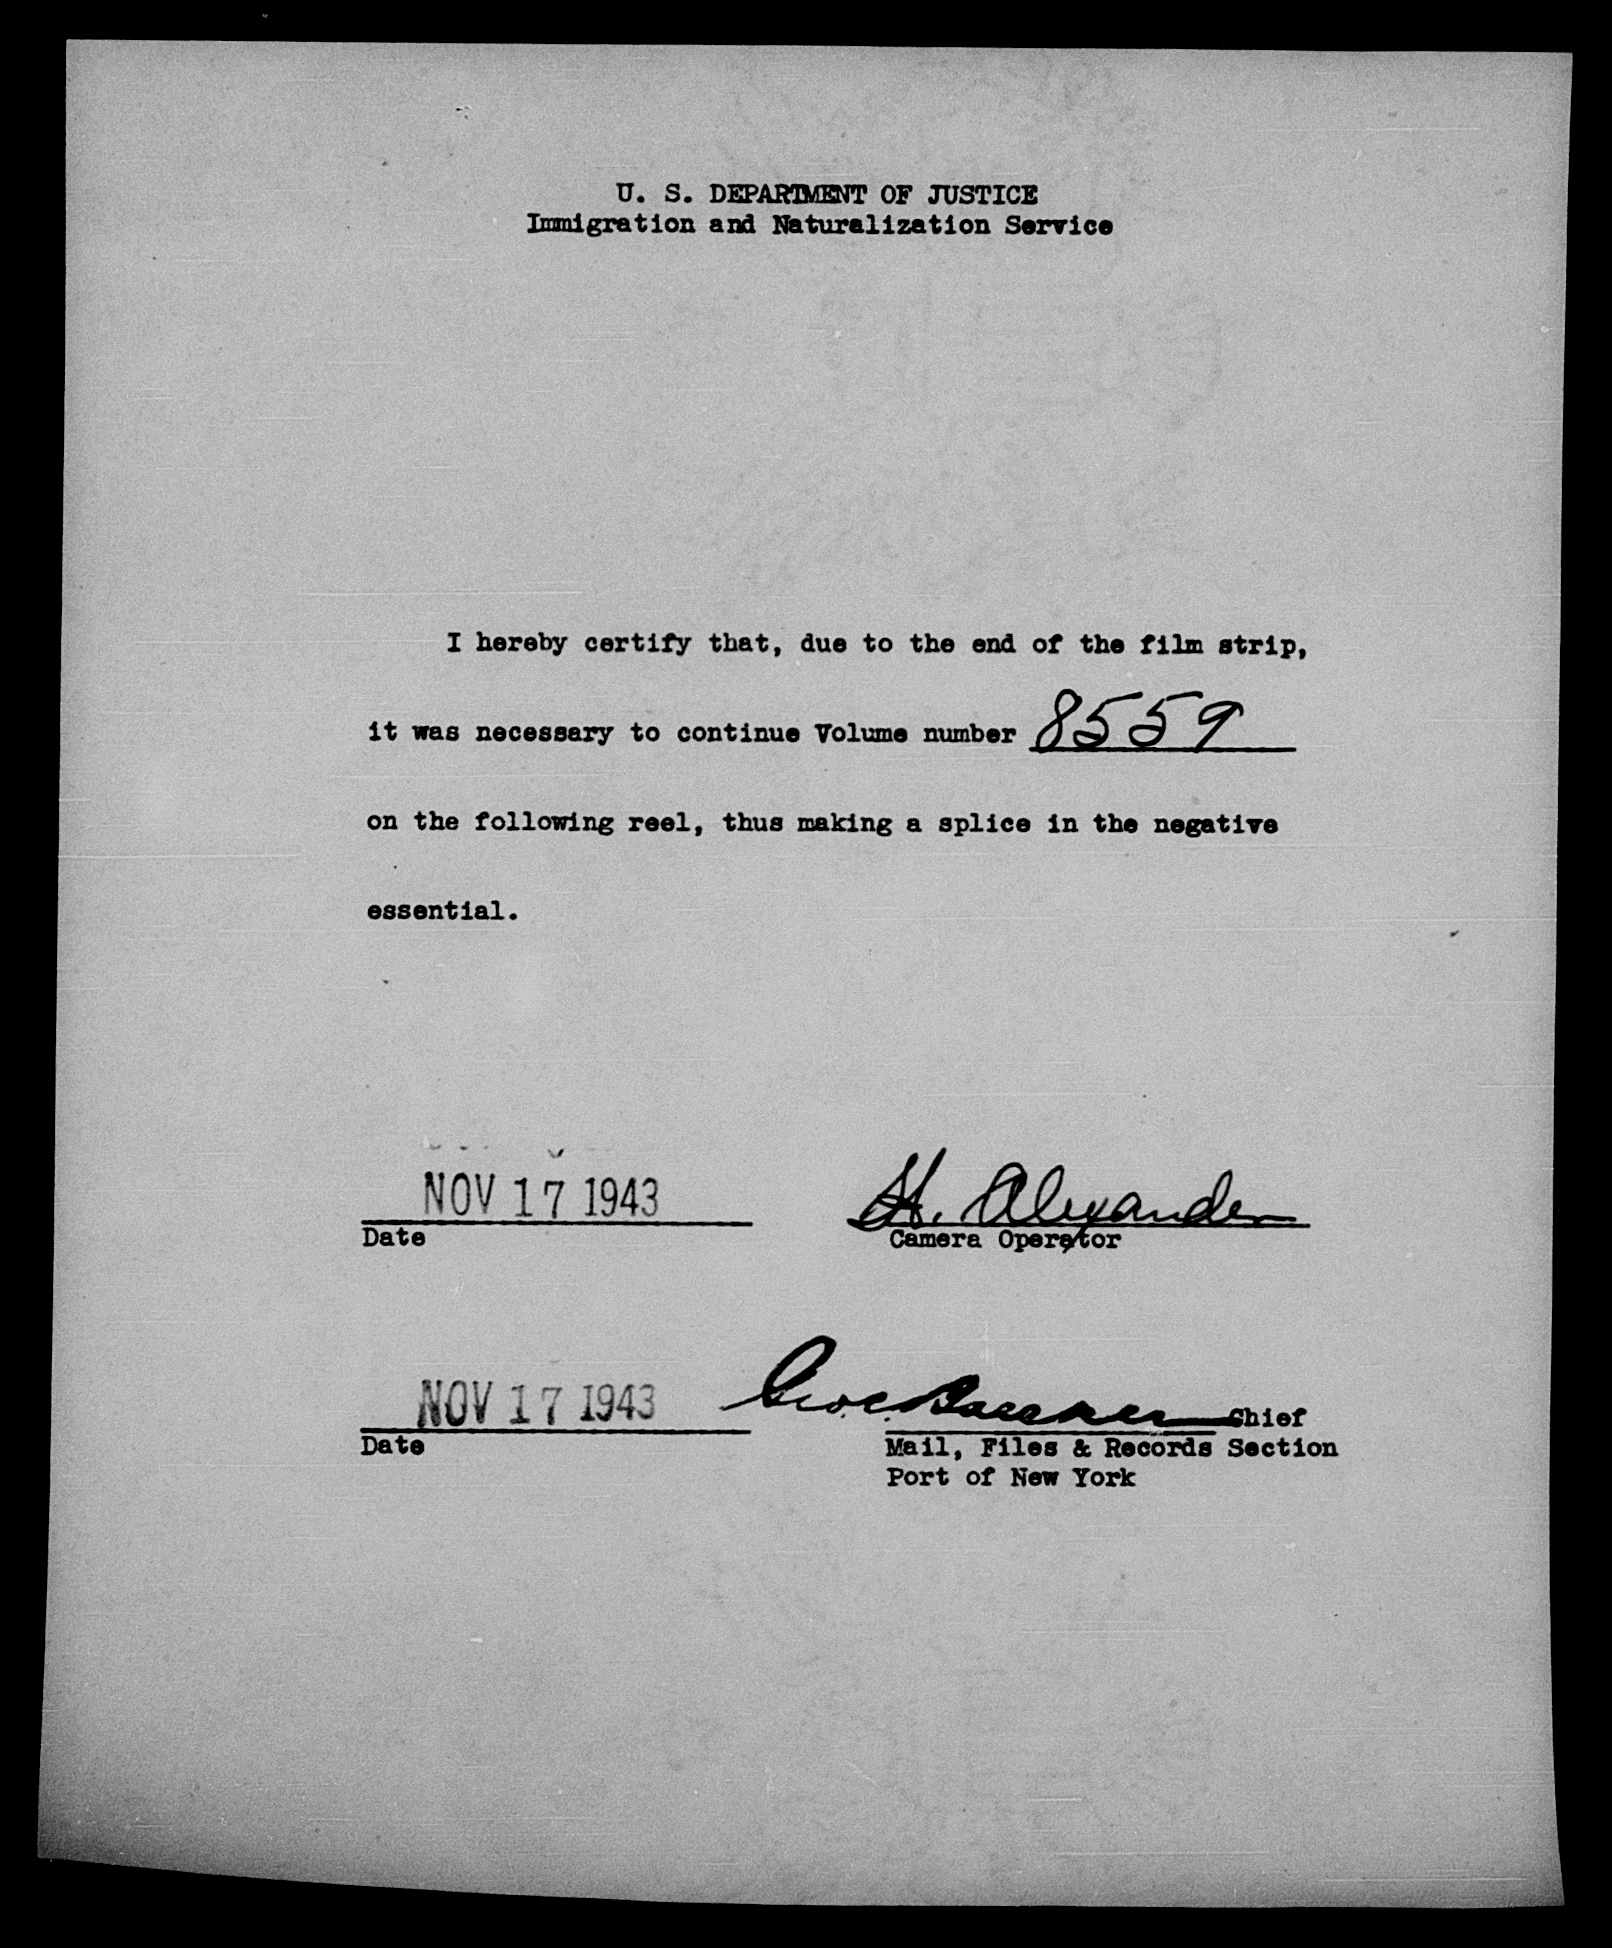 U. S. DEPARTMENT OF JUSTICE
Immigration and Naturalization Service
I hereby certify that, due to the end of the film strip,
it was necessary to continue Volume number 8559
on the following reel, thus making a splice in the negative
essential.
NOV 17 1943
H. Alexander
Date
Camera Operator
NOV 17 1943
Chief
Date
Mail, Files & Records Section
Port of New York